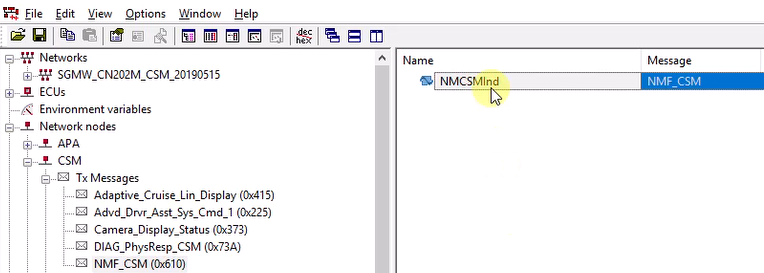 File Edit View Options Window Help
.dec
hex
Networks
SGMW_CN202M_CSM_20190515
ECUs
Environment variables
Network nodes
APA
CSM
Tx Messages
Adaptive_Cruise_Lin_Display (0x415)
Advd_Drvr_Asst_Sys_Cmd_1 (0x225)
Camera_Display_Status (0x373)
DIAG_PhysResp_CSM (0x73A)
NMF_CSM (0x610)
Name Message
NMCSMInd NMF_CSM